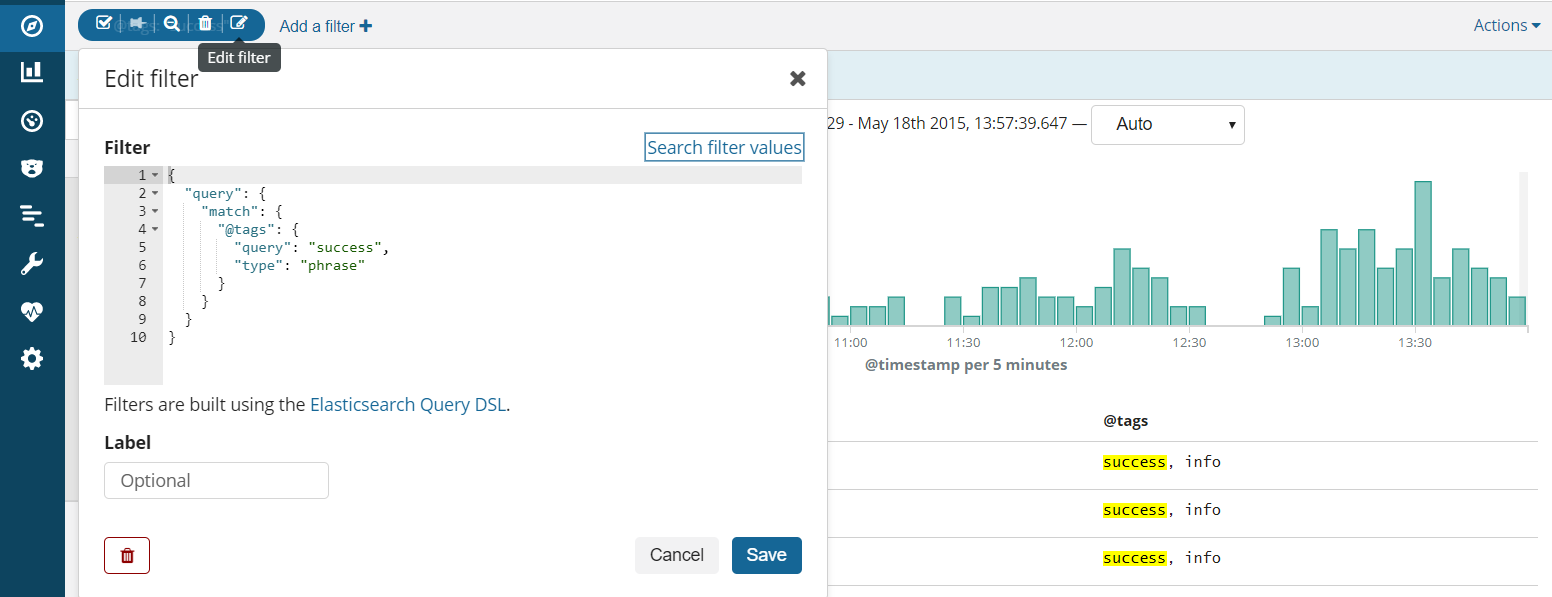 @tags: "success"
Add a filter
Actions
Edit filter
Edit filter
29 - May 18th 2015, 13:57:39.647 —
Auto
Filter
Search filter values
1 {
2 "query": {
3 "match": {
4 "@tags": {
5 "query": "success",
6 "type": "phrase"
7 }
8 }
9 }
10 }
Filters are built using the Elasticsearch Query DSL.
Label
Optional
Cancel
Save
11:00 11:30 12:00 12:30 13:00 13:30
@timestamp per 5 minutes
@tags
success, info
success, info
success, info